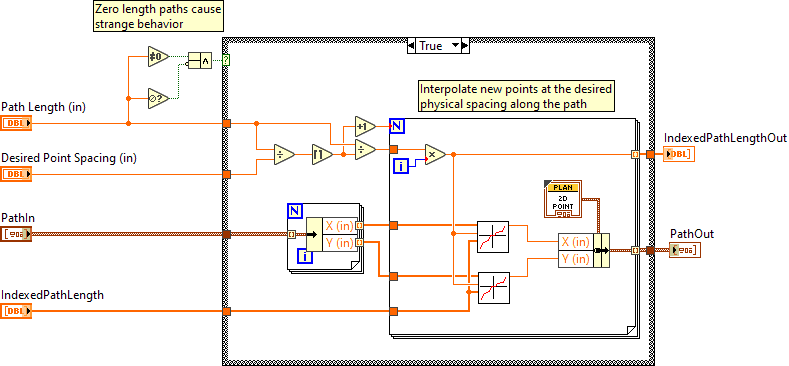 Zero length paths cause
strange behavior
True
≠0
∧
?
∅?
Interpolate new points at the desired
physical spacing along the path
Path Length (in)
DBL
+1
N
IndexedPathLengthOut
DBL
Desired Point Spacing (in)
DBL
÷
÷
i
×
PLAN
2D
POINT
PathIn
N
X (in)
Y (in)
i
X (in)
Y (in)
PathOut
IndexedPathLength
DBL